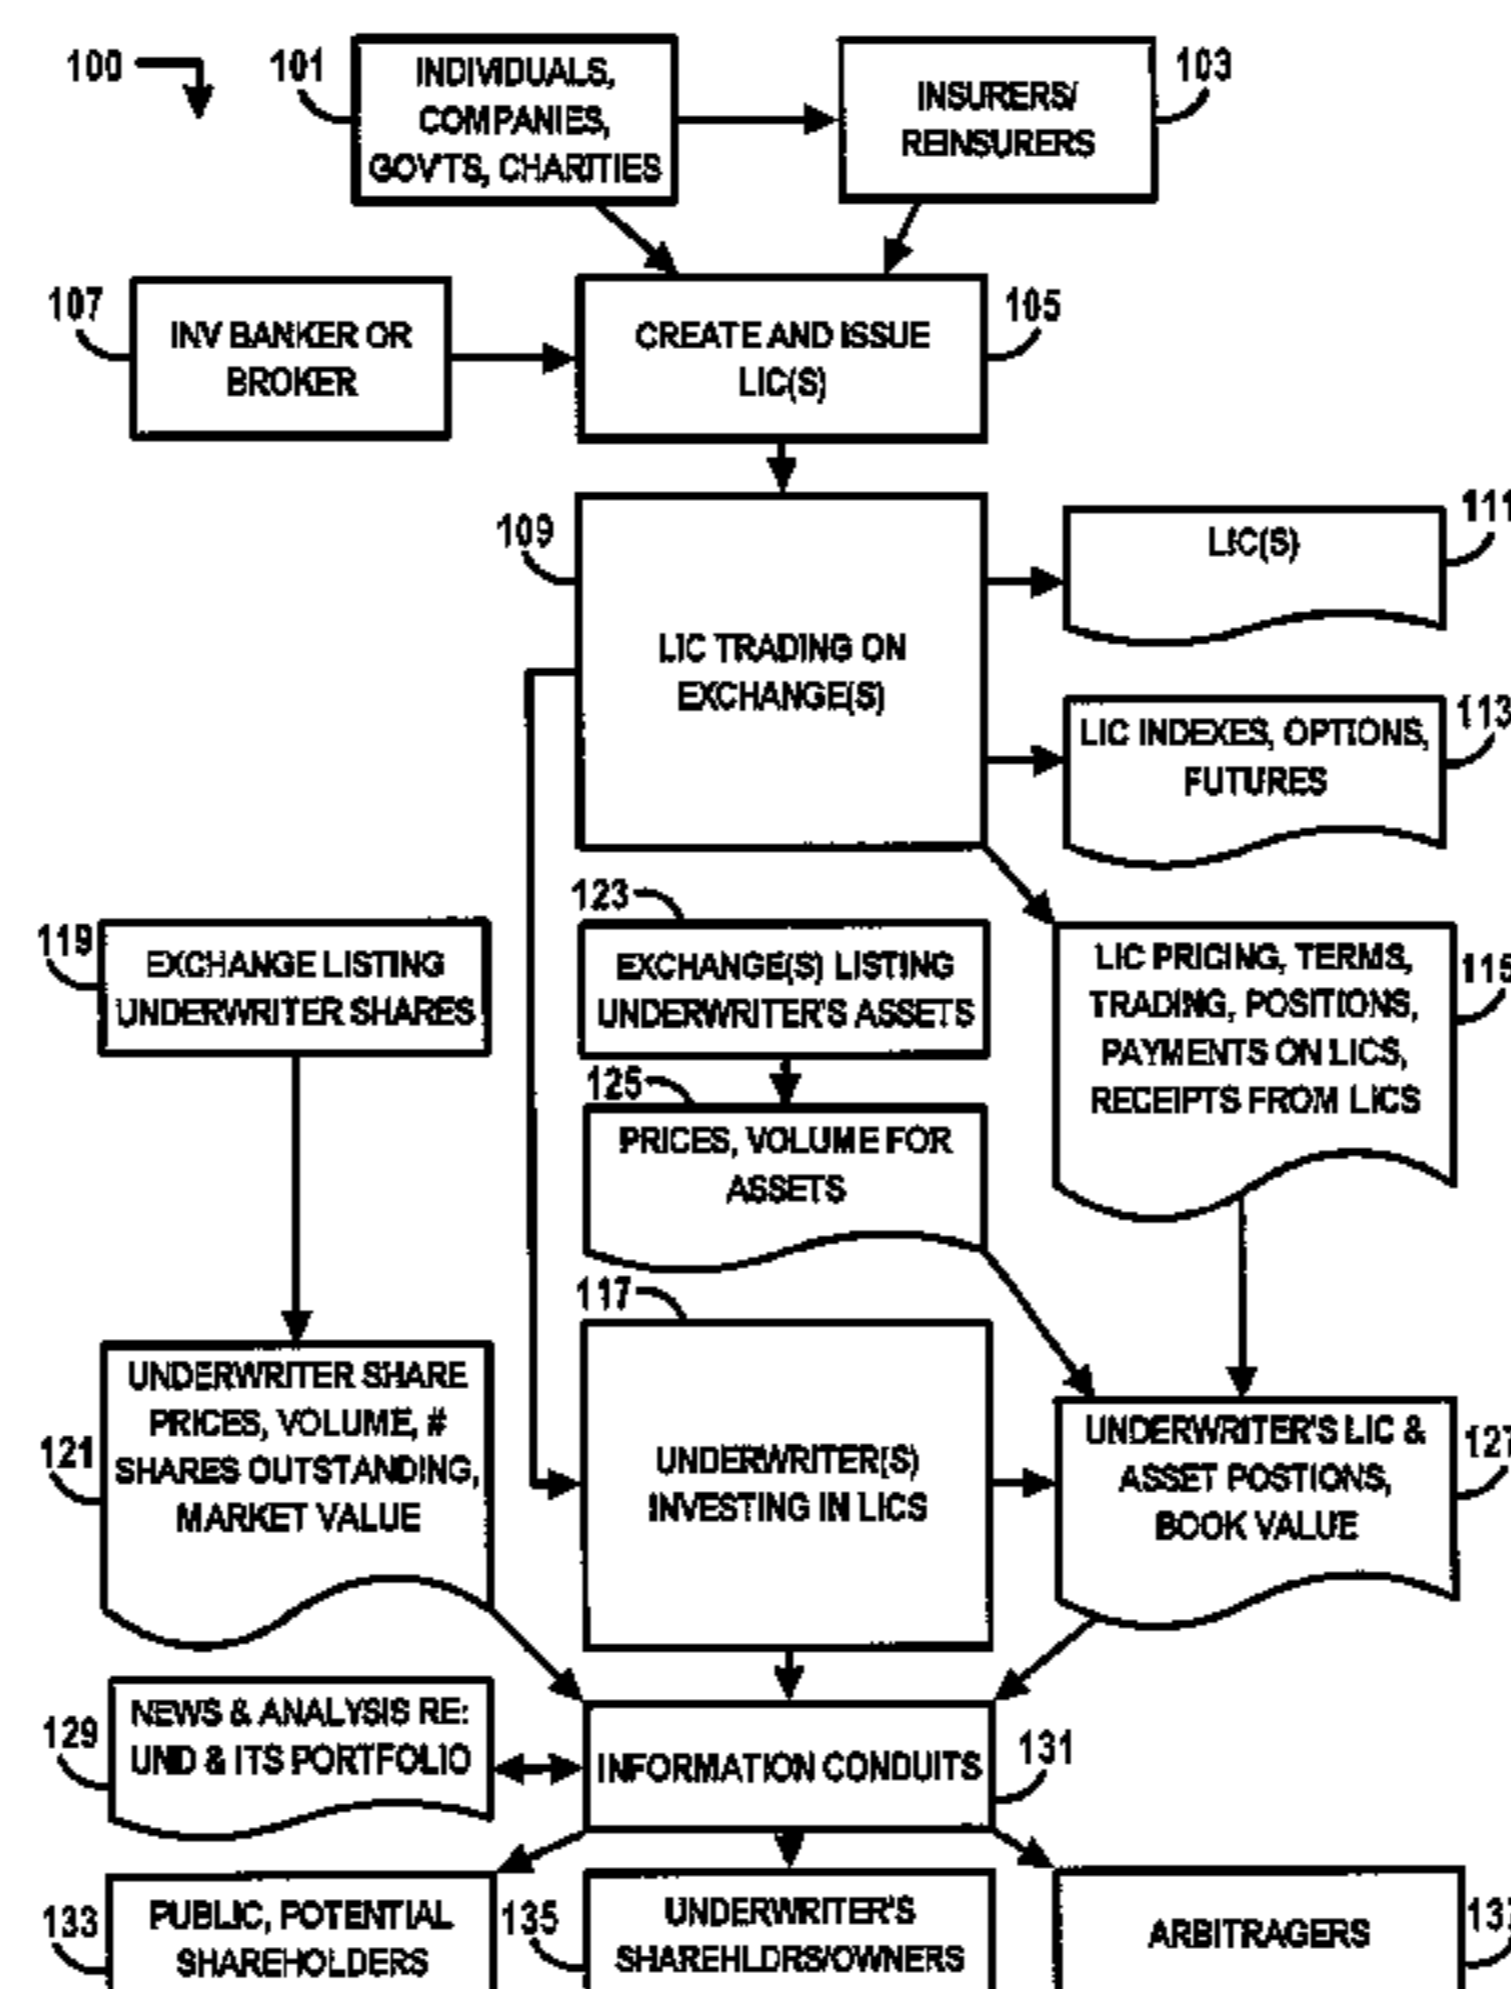 100
101
INDIVIDUALS,
COMPANIES,
GOV'TS, CHARITIES
INSURERS/
REINSURERS
103
107
INV BANKER OR
BROKER
CREATE AND ISSUE
LIC(S)
105
109
LIC TRADING ON
EXCHANGE(S)
LIC(S)
111
LIC INDEXES, OPTIONS,
FUTURES
113
119
EXCHANGE LISTING
UNDERWRITER SHARES
123
EXCHANGE(S) LISTING
UNDERWRITER'S ASSETS
LIC PRICING, TERMS,
TRADING, POSITIONS,
PAYMENTS ON LICS,
RECEIPTS FROM LICS
115
125
PRICES, VOLUME FOR
ASSETS
117
UNDERWRITER(S)
INVESTING IN LICS
121
UNDERWRITER SHARE
PRICES, VOLUME, #
SHARES OUTSTANDING,
MARKET VALUE
UNDERWRITER'S LIC &
ASSET POSTIONS,
BOOK VALUE
127
129
NEWS & ANALYSIS RE:
UND & ITS PORTFOLIO
INFORMATION CONDUITS
131
133
PUBLIC, POTENTIAL
SHAREHOLDERS
135
UNDERWRITER'S
SHAREHLDRS/OWNERS
ARBITRAGERS
137